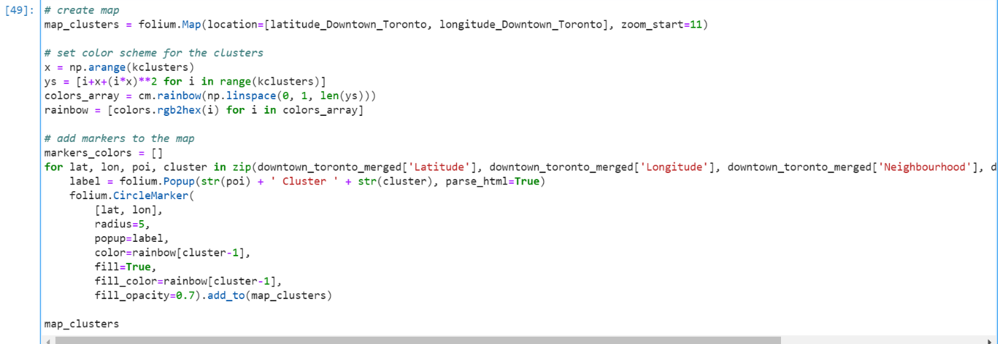 [49]: # create map
map_clusters = folium.Map(location=[latitude_Downtown_Toronto, longitude_Downtown_Toronto], zoom_start=11)
# set color scheme for the clusters
x = np.arange(kclusters)
ys = [i+x+(i*x)**2 for i in range(kclusters)]
colors_array = cm.rainbow(np.linspace(0, 1, len(ys)))
rainbow = [colors.rgb2hex(i) for i in colors_array]
# add markers to the map
markers_colors = []
for lat, lon, poi, cluster in zip(downtown_toronto_merged['Latitude'], downtown_toronto_merged['Longitude'], downtown_toronto_merged['Neighbourhood'], d
    label = folium.Popup(str(poi) + ' Cluster ' + str(cluster), parse_html=True)
    folium.CircleMarker(
        [lat, lon],
        radius=5,
        popup=label,
        color=rainbow[cluster-1],
        fill=True,
        fill_color=rainbow[cluster-1],
        fill_opacity=0.7).add_to(map_clusters)
map_clusters